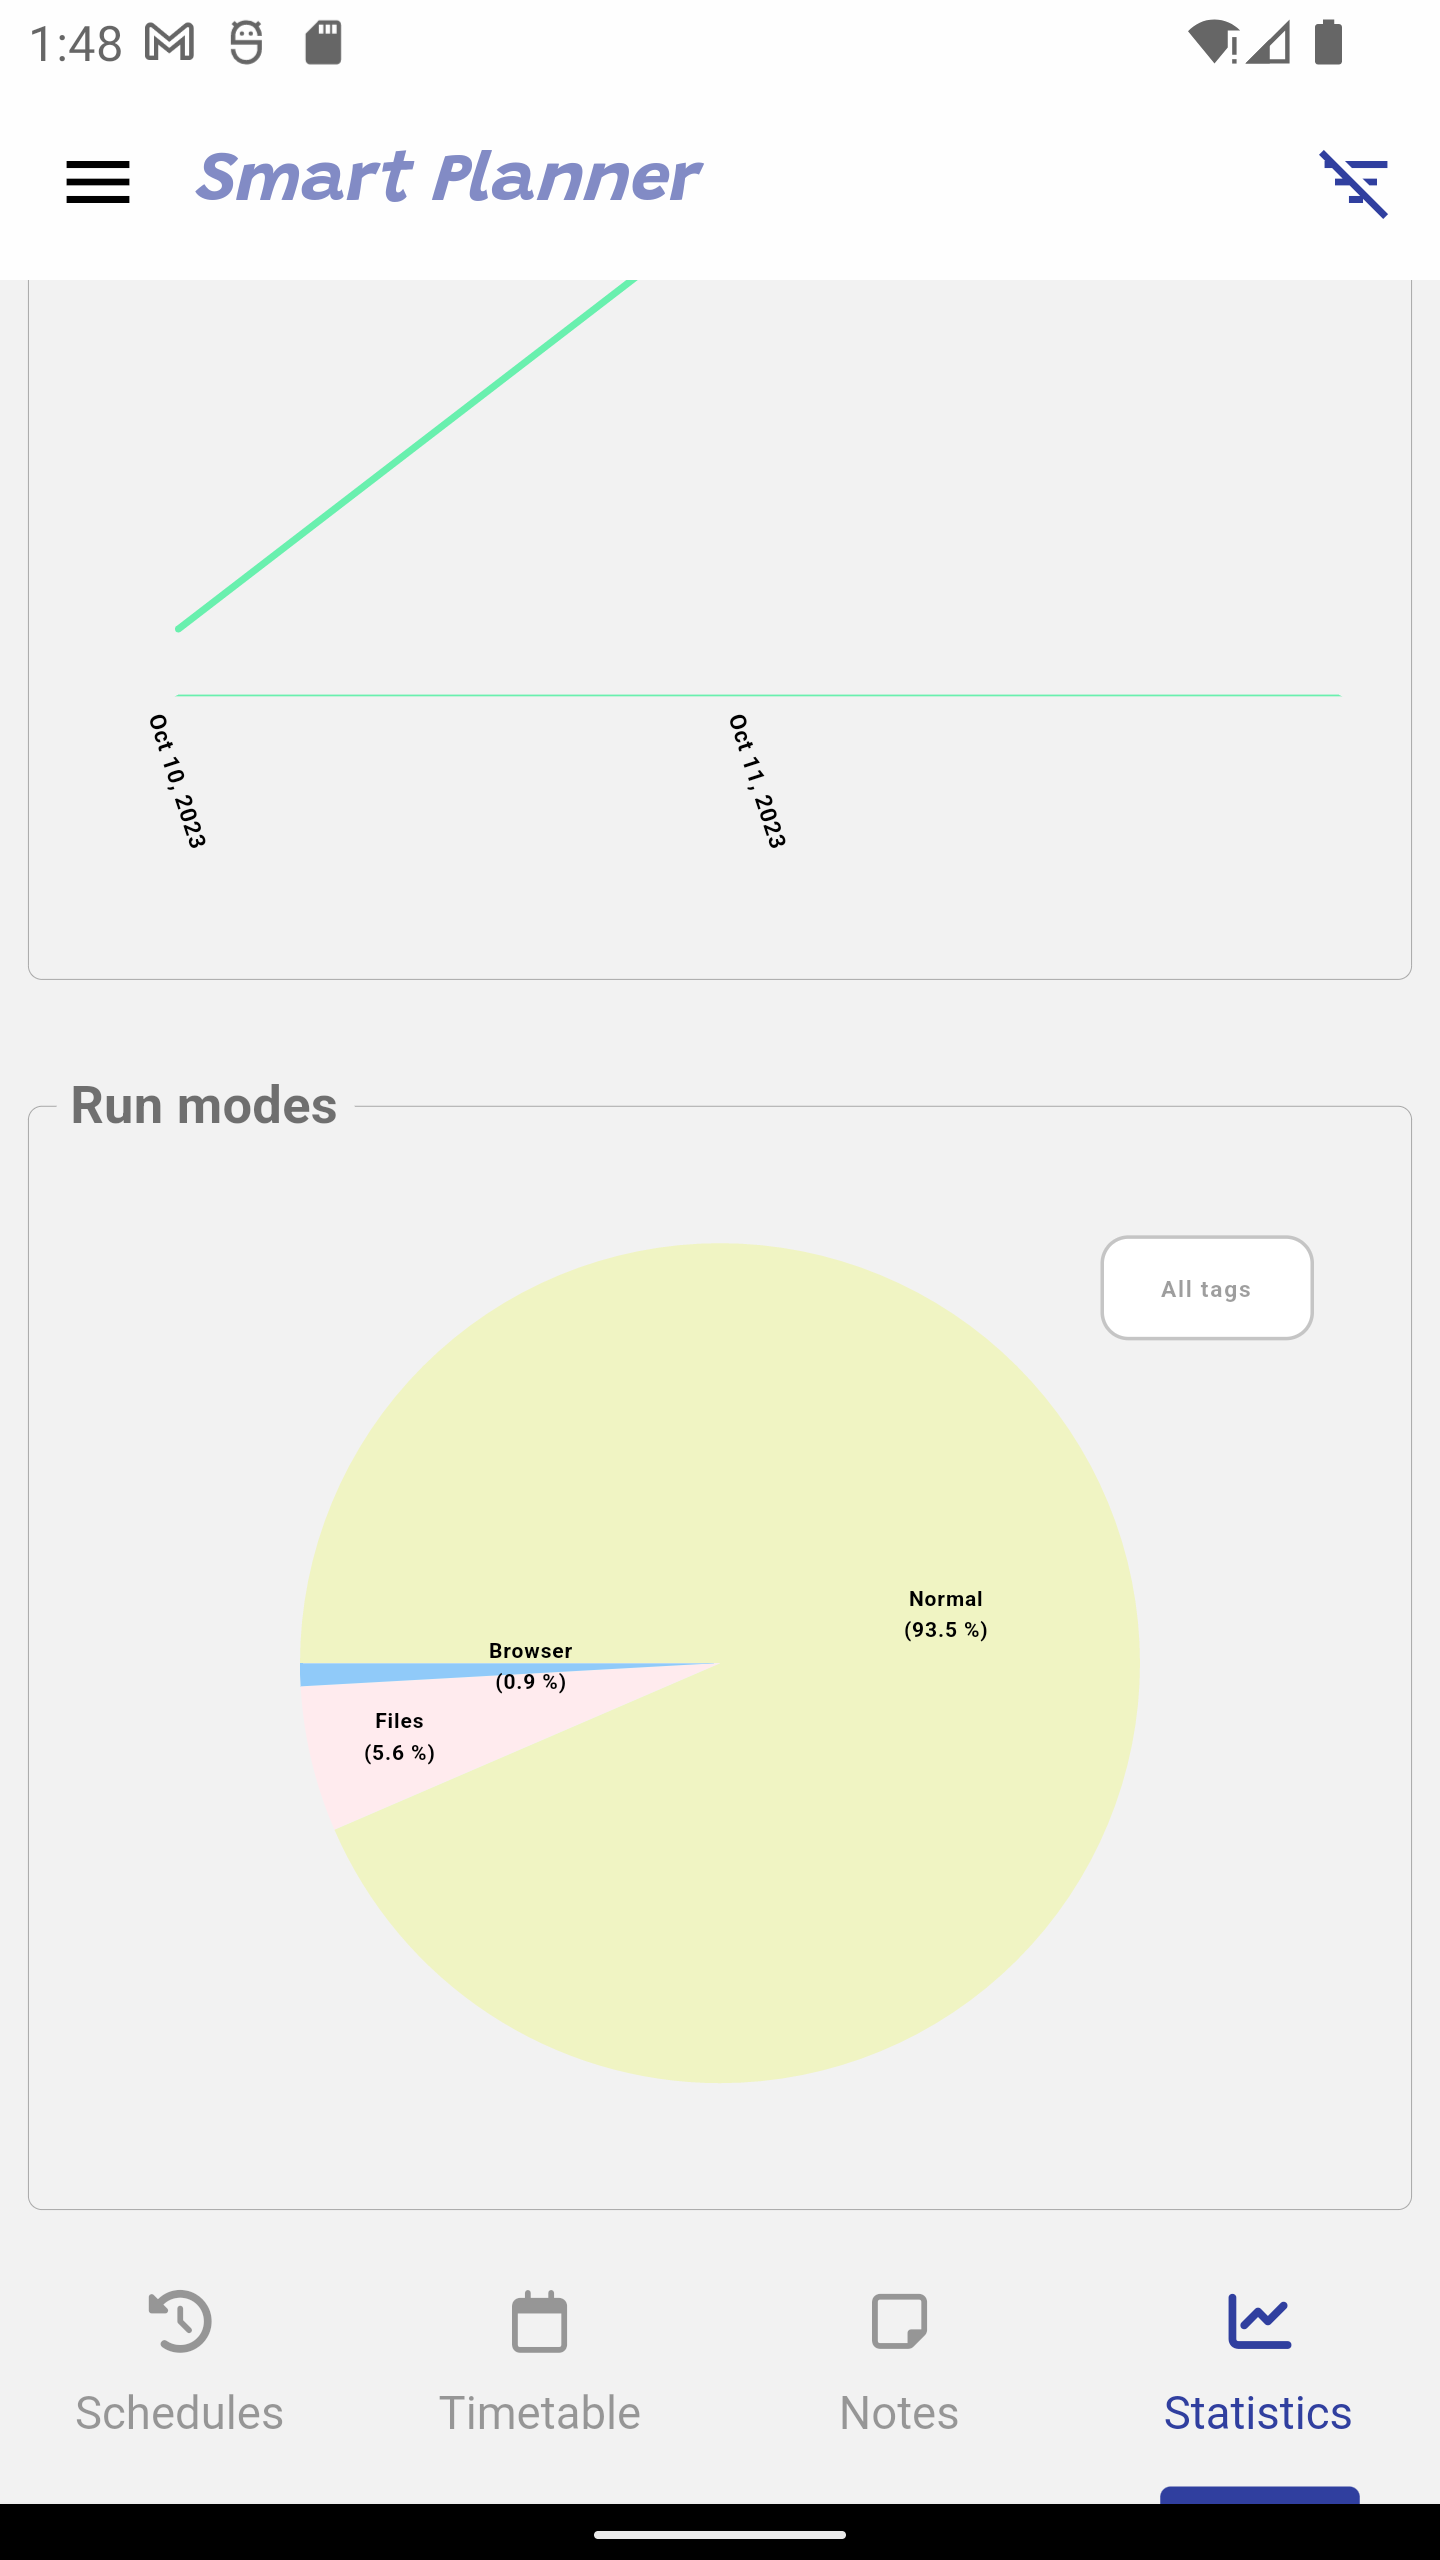 1:48
Smart Planner
Oct 10, 2023
Oct 11, 2023
Run modes
All tags
Normal
(93.5 %)
Browser
(0.9 %)
Files
(5.6 %)
Schedules
Timetable
Notes
Statistics